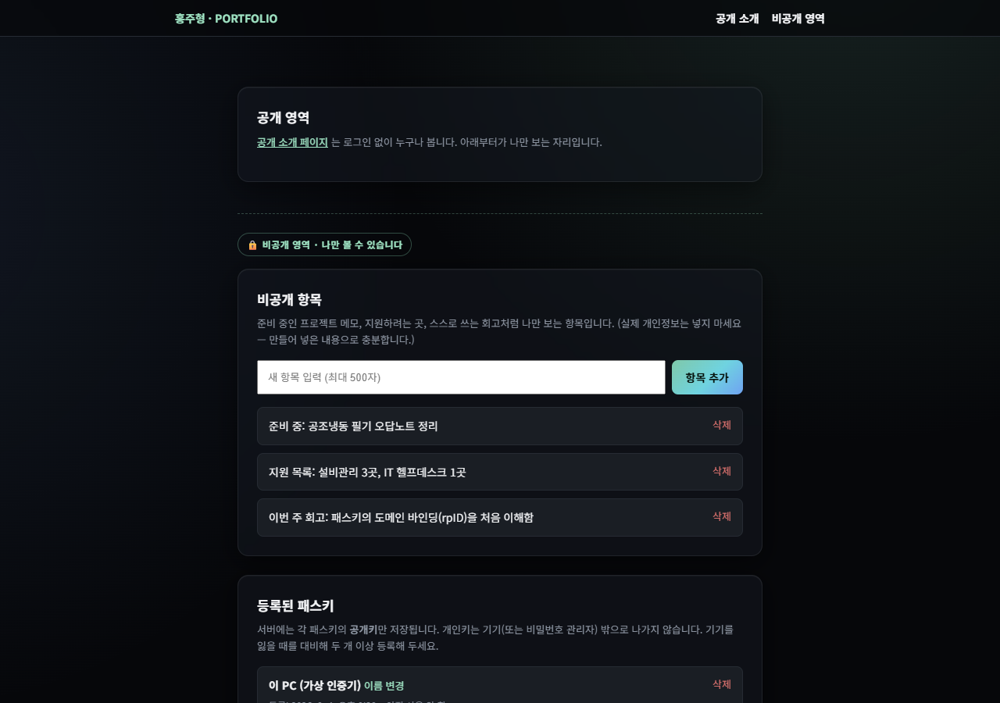 홍주형 · PORTFOLIO
공개 소개 비공개 영역
공개 영역
공개 소개 페이지 는 로그인 없이 누구나 봅니다. 아래부터가 나만 보는 자리입니다.
🔒 비공개 영역 · 나만 볼 수 있습니다
비공개 항목
준비 중인 프로젝트 메모, 지원하려는 곳, 스스로 쓰는 회고처럼 나만 보는 항목입니다. (실제 개인정보는 넣지 마세요
— 만들어 넣은 내용으로 충분합니다.)
새 항목 입력 (최대 500자)
항목 추가
준비 중: 공조냉동 필기 오답노트 정리
삭제
지원 목록: 설비관리 3곳, IT 헬프데스크 1곳
삭제
이번 주 회고: 패스키의 도메인 바인딩(rpID)을 처음 이해함
삭제
등록된 패스키
서버에는 각 패스키의 공개키만 저장됩니다. 개인키는 기기(또는 비밀번호 관리자) 밖으로 나가지 않습니다. 기기를
잃을 때를 대비해 두 개 이상 등록해 두세요.
이 PC (가상 인증기) 이름 변경
삭제